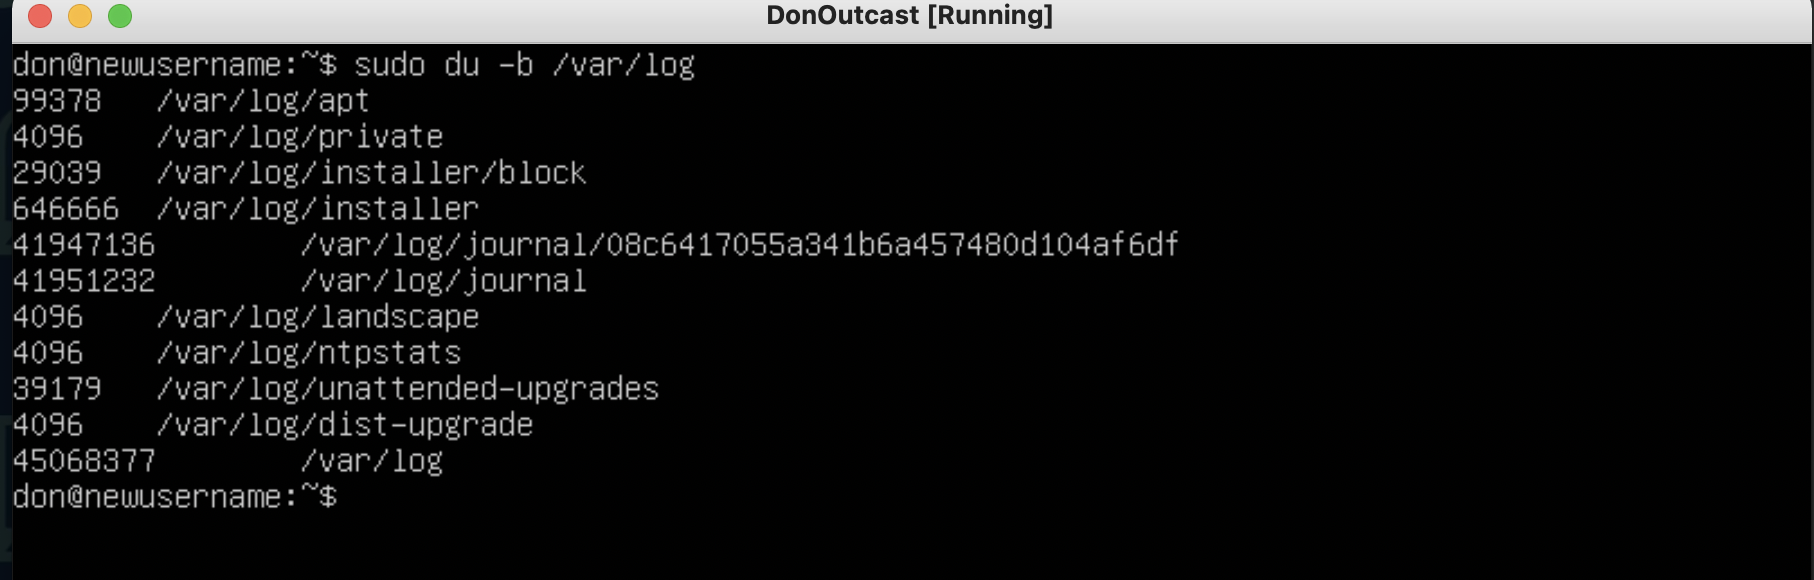 DonOutcast [Running]
don@newusername:~$ sudo du -b /var/log
99378 /var/log/apt
4096 /var/log/private
29039 /var/log/installer/block
646666 /var/log/installer
41947136 /var/log/journal/08c6417055a341b6a457480d104af6df
41951232 /var/log/journal
4096 /var/log/landscape
4096 /var/log/ntpstats
39179 /var/log/unattended-upgrades
4096 /var/log/dist-upgrade
45068377 /var/log
don@newusername:~$